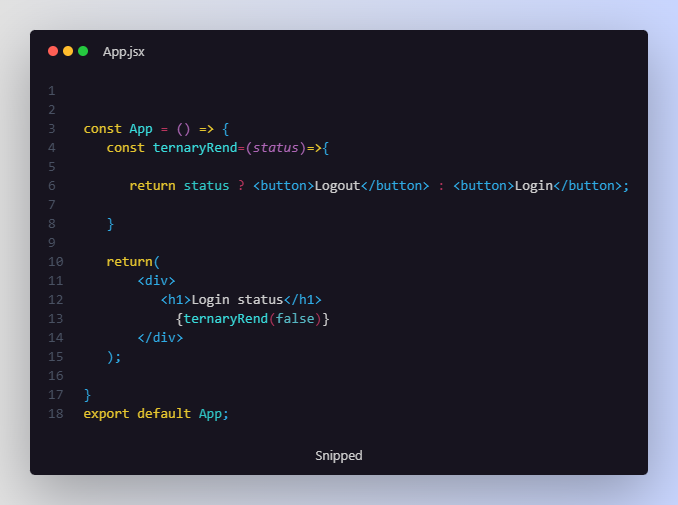 App.jsx
1
2
3 const App = () => {
4 const ternaryRend=(status)=>{
5
6 return status ? <button>Logout</button> : <button>Login</button>;
7
8 }
9
10 return(
11 <div>
12 <h1>Login status</h1>
13 {ternaryRend(false)}
14 </div>
15 );
16
17 }
18 export default App;
Snipped